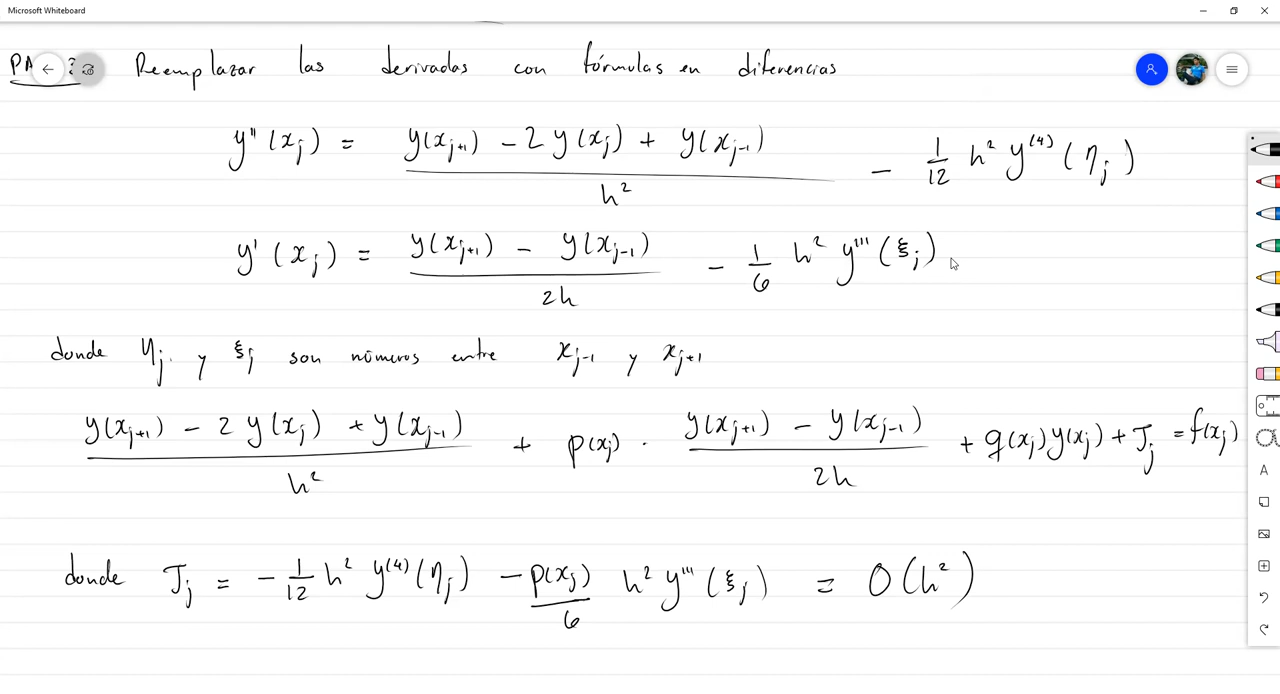 Microsoft Whiteboard
Reemplazar las derivadas con fórmulas en diferencias
y''(x_j) = (y(x_{j+1}) - 2 y(x_j) + y(x_{j-1})) / h² - 1/12 h² y^{(4)}(η_j)
y'(x_j) = (y(x_{j+1}) - y(x_{j-1})) / 2h - 1/6 h² y'''(ξ_j)
donde η_j y ξ_j son números entre x_{j-1} y x_{j+1}
(y(x_{j+1}) - 2 y(x_j) + y(x_{j-1})) / h² + p(x_j) · (y(x_{j+1}) - y(x_{j-1})) / 2h + q(x_j) y(x_j) + T_j = f(x_j)
donde T_j = - 1/12 h² y^{(4)}(η_j) - p(x_j)/6 h² y'''(ξ_j) = O(h²)